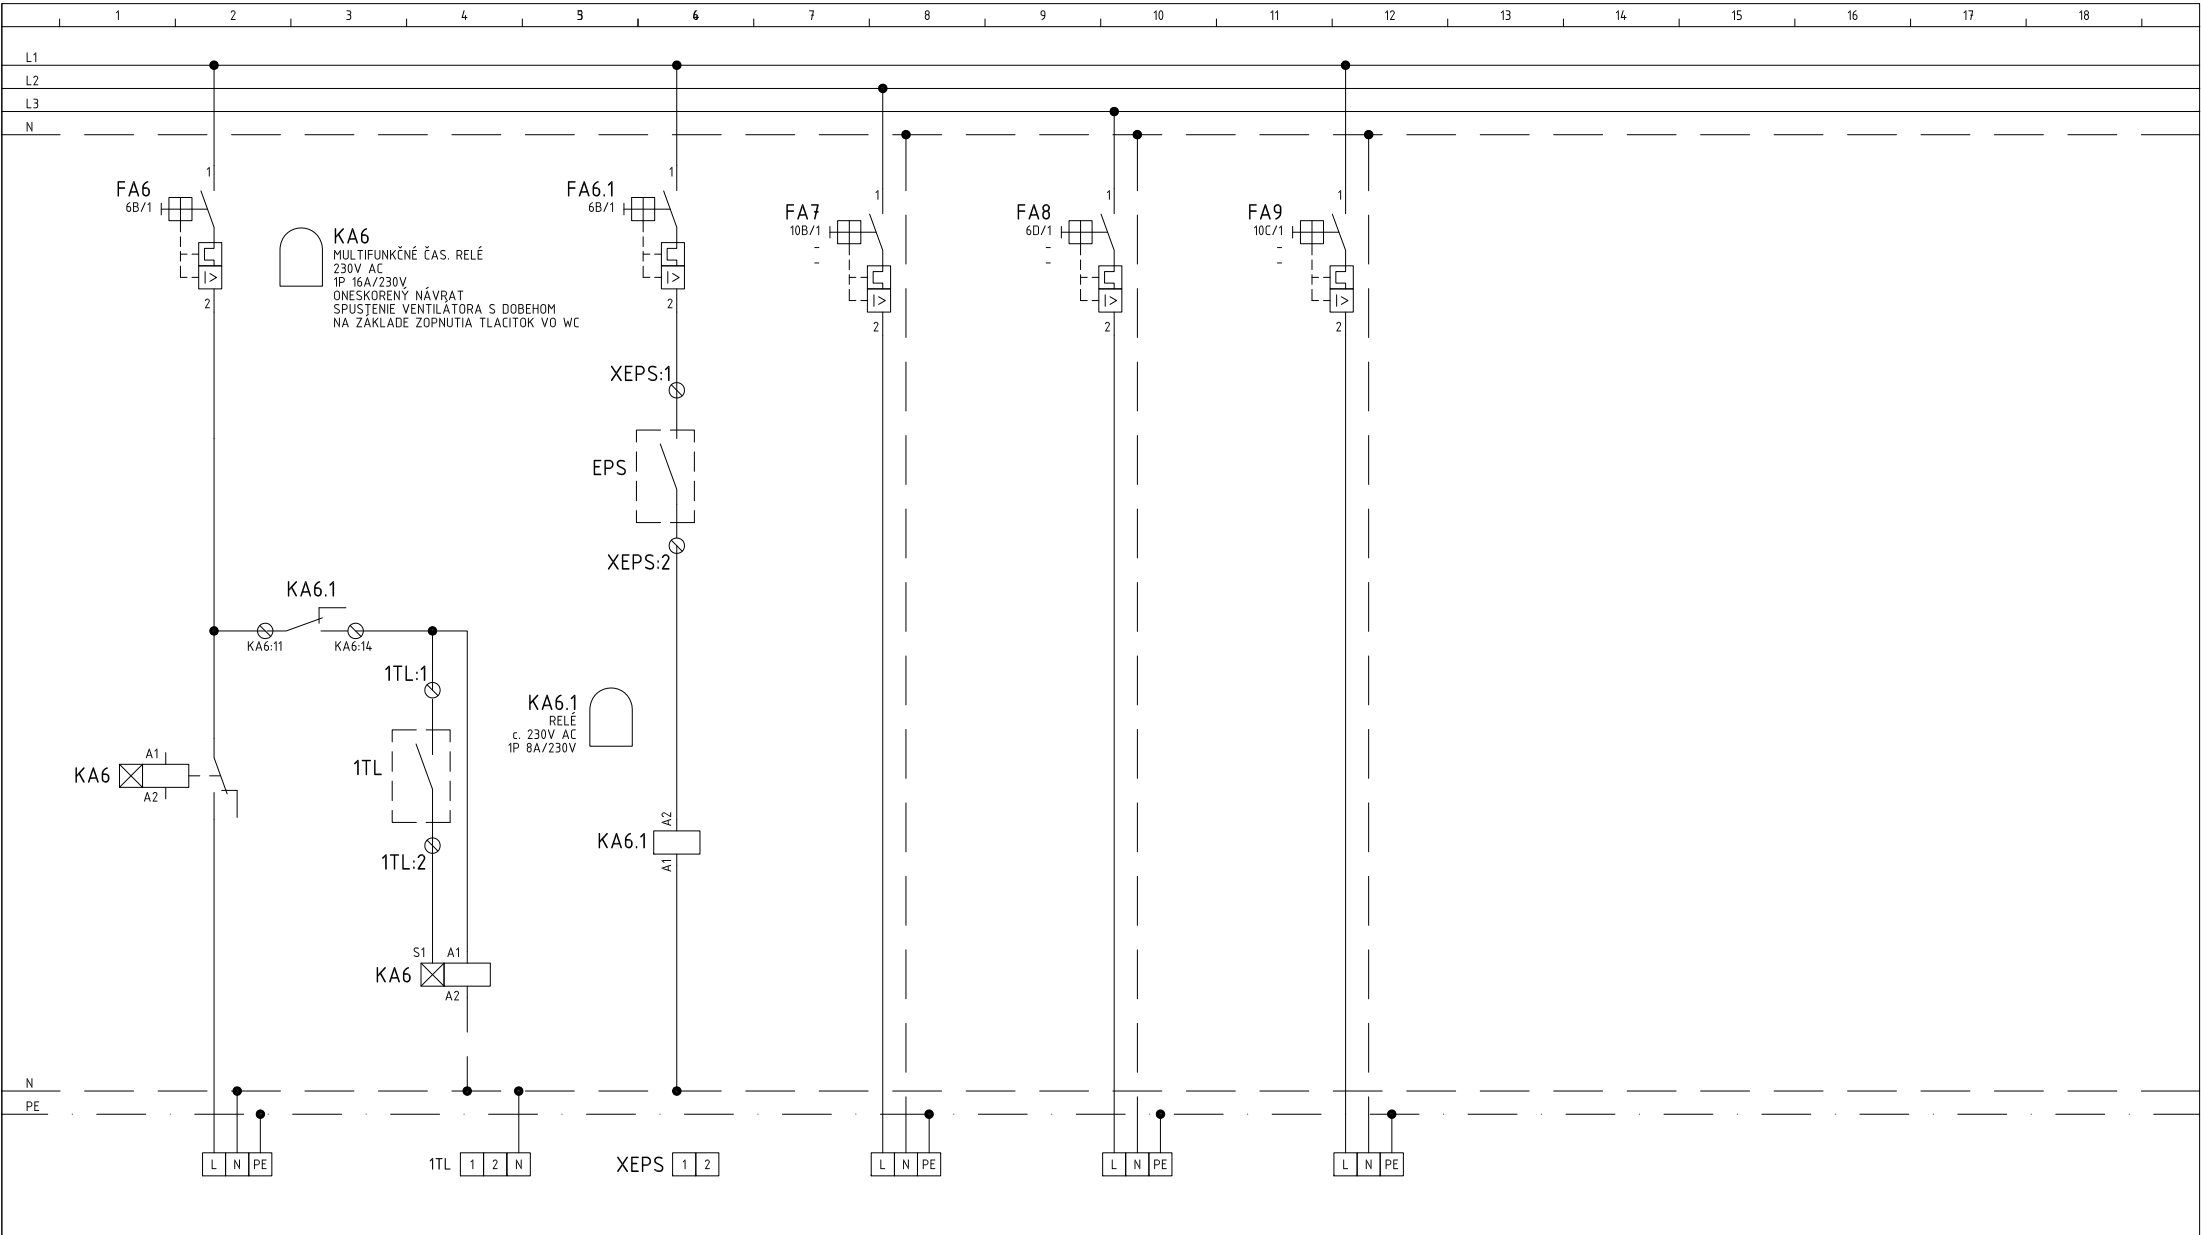 1 2 3 4 5 6 7 8 9 10 11 12 13 14 15 16 17 18
L1
L2
L3
N
1
FA6
6B/1
2
KA6
MULTIFUNKČNÉ ČAS. RELÉ
230V AC
1P 16A/230V
ONESKORENÝ NÁVRAT
SPUSTENIE VENTILÁTORA S DOBEHOM
NA ZÁKLADE ZOPNUTIA TLACITOK VO WC
1
FA6.1
6B/1
I>
I>
2
1
FA7
10B/1
-
-
I>
2
1
FA8
6D/1
-
-
I>
2
1
FA9
10C/1
-
-
I>
2
XEPS:1
EPS
XEPS:2
KA6.1
KA6:11
KA6:14
1TL:1
KA6.1
RELÉ
c. 230V AC
1P 8A/230V
A1
KA6
A2
1TL
1TL:2
A2
KA6.1
A1
S1 A1
KA6
A2
N
PE
L N PE
1TL 1 2 N
XEPS 1 2
L N PE
L N PE
L N PE